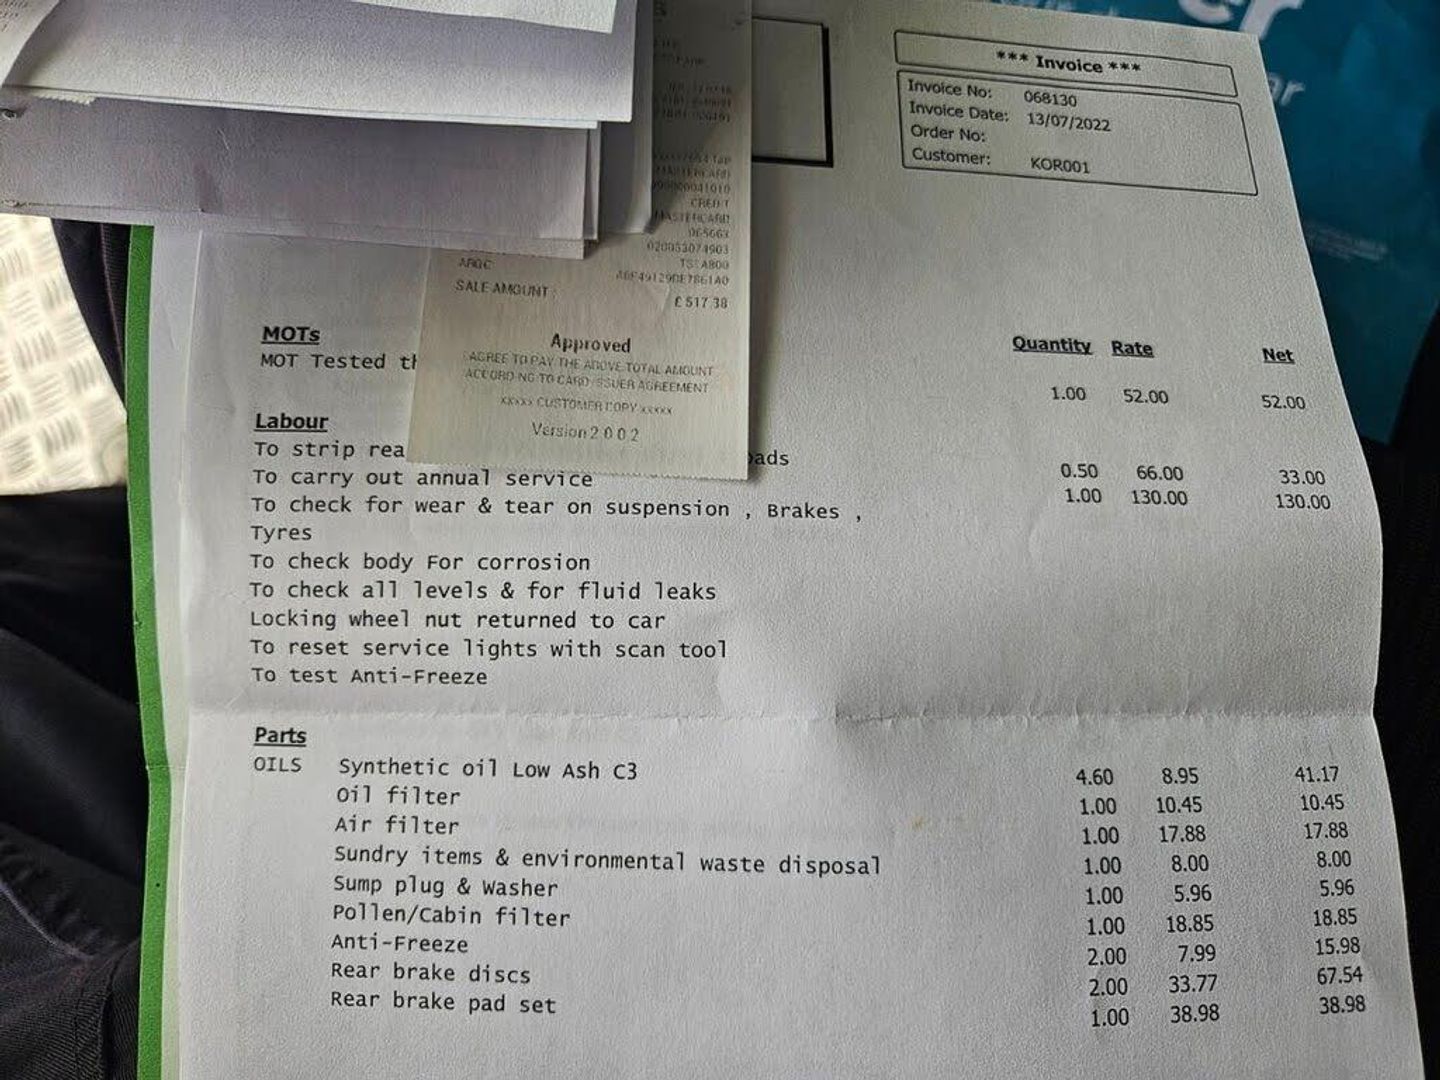 *** Invoice ***
Invoice No: 068130
Invoice Date: 13/07/2022
Order No:
Customer: KOR001
MASTERCARD
CREDIT
MASTERCARD
065663
020053074903
TSI A800
ARQC
SALE AMOUNT : £517.38
Approved
I AGREE TO PAY THE ABOVE TOTAL AMOUNT
ACCORDING TO CARD ISSUER AGREEMENT
xxxxx CUSTOMER COPY xxxxx
Version 2 0 0 2
Quantity Rate Net
MOTs
MOT Tested 1.00 52.00 52.00
Labour
To strip 0.50 66.00 33.00
To carry out annual service 1.00 130.00 130.00
To check for wear & tear on suspension , Brakes ,
Tyres
To check body For corrosion
To check all levels & for fluid leaks
Locking wheel nut returned to car
To reset service lights with scan tool
To test Anti-Freeze
Parts
OILS Synthetic oil Low Ash C3 4.60 8.95 41.17
Oil filter 1.00 10.45 10.45
Air filter 1.00 17.88 17.88
Sundry items & environmental waste disposal 1.00 8.00 8.00
Sump plug & Washer 1.00 5.96 5.96
Pollen/Cabin filter 1.00 18.85 18.85
Anti-Freeze 2.00 7.99 15.98
Rear brake discs 2.00 33.77 67.54
Rear brake pad set 1.00 38.98 38.98